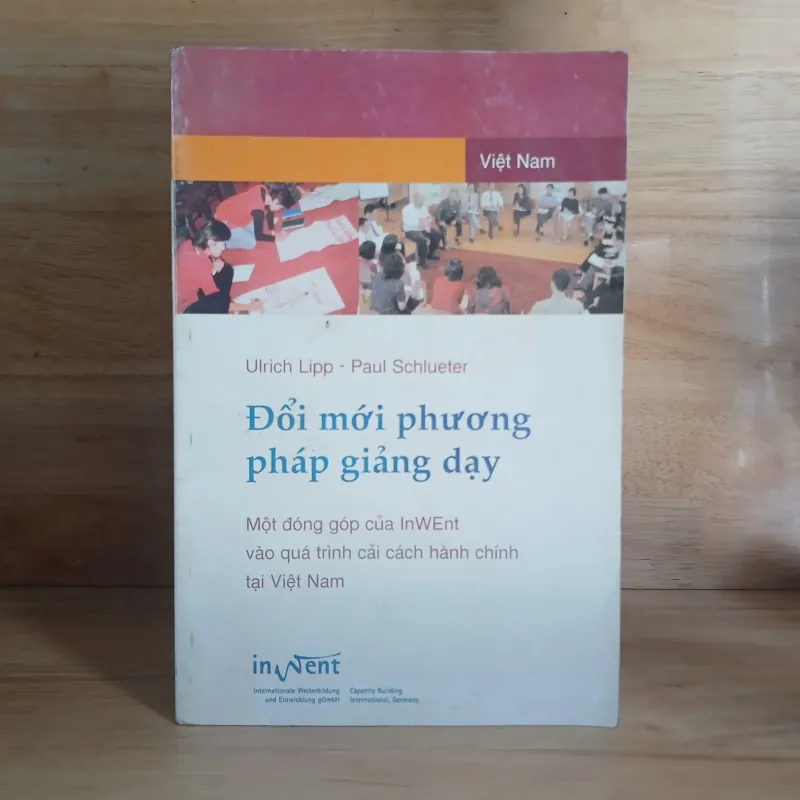 Việt Nam
Ulrich Lipp · Paul Schlueter
Đổi mới phương
pháp giảng dạy
Một đóng góp của InWEnt
vào quá trình cải cách hành chính
tại Việt Nam
inWent
Internationale Weiterbildung
und Entwicklung gGmbH
Capacity Building
International, Germany